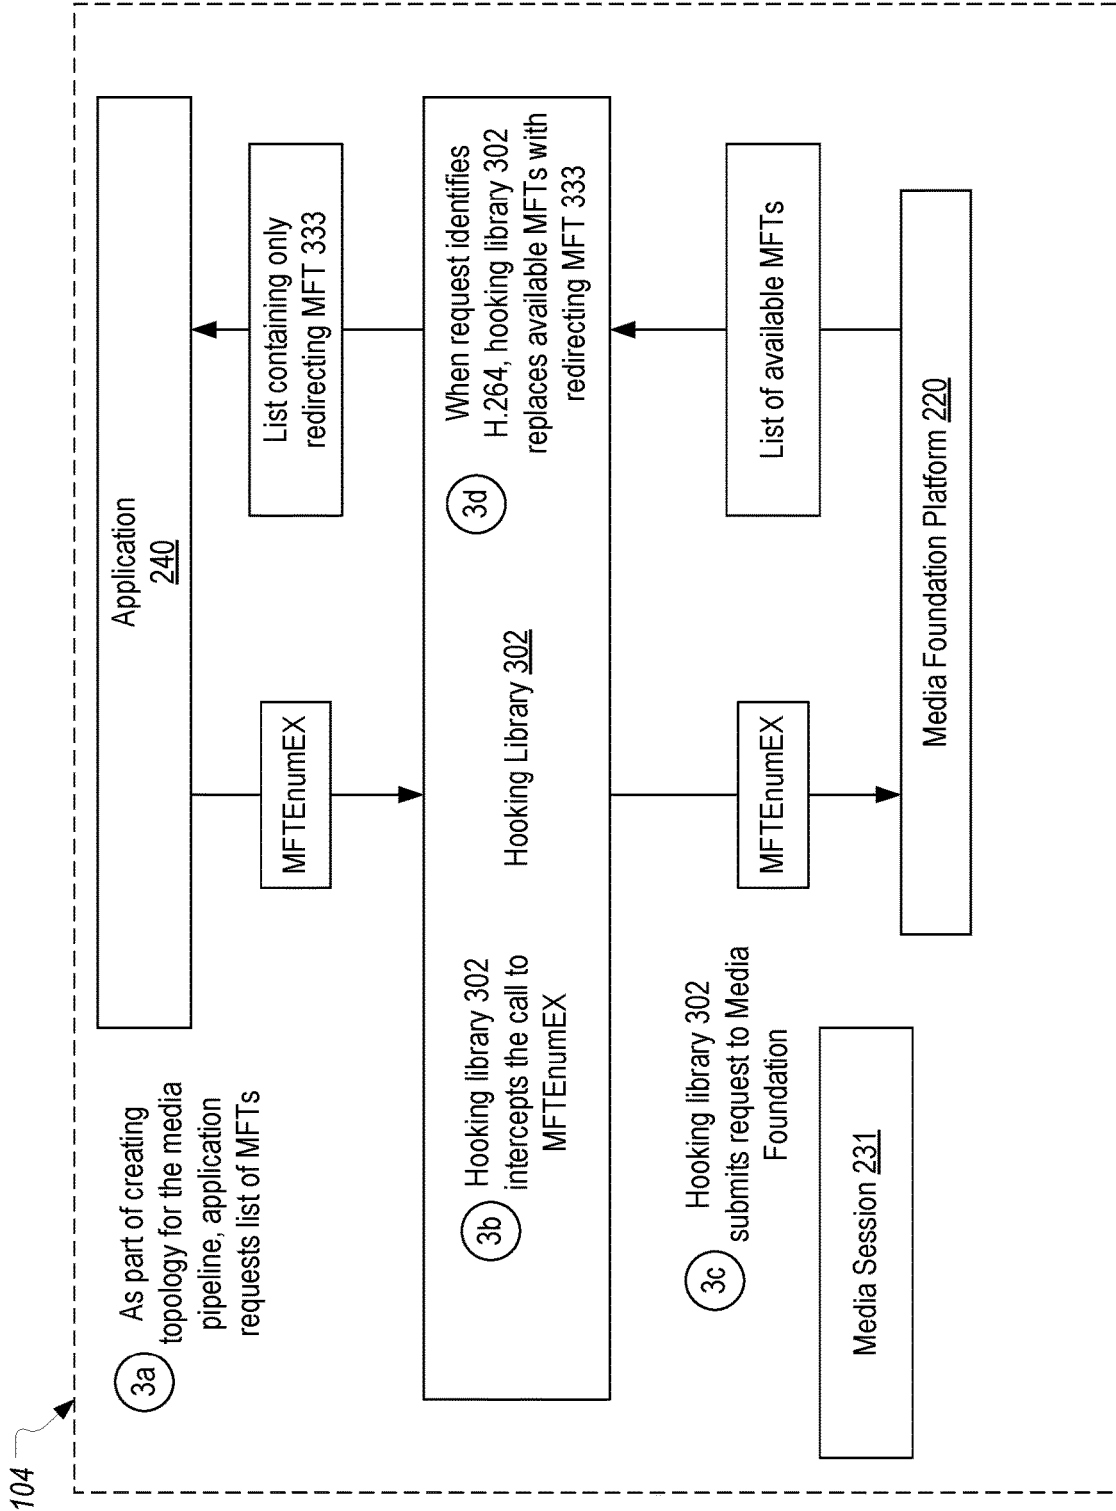 104
3a
As part of creating
topology for the media
pipeline, application
requests list of MFTs
Application
240
MFTEnumEX
List containing only
redirecting MFT 333
3b
Hooking library 302
intercepts the call to
MFTEnumEX
Hooking Library 302
3d
When request identifies
H.264, hooking library 302
replaces available MFTs with
redirecting MFT 333
3c
Hooking library 302
submits request to Media
Foundation
MFTEnumEX
List of available MFTs
Media Session 231
Media Foundation Platform 220